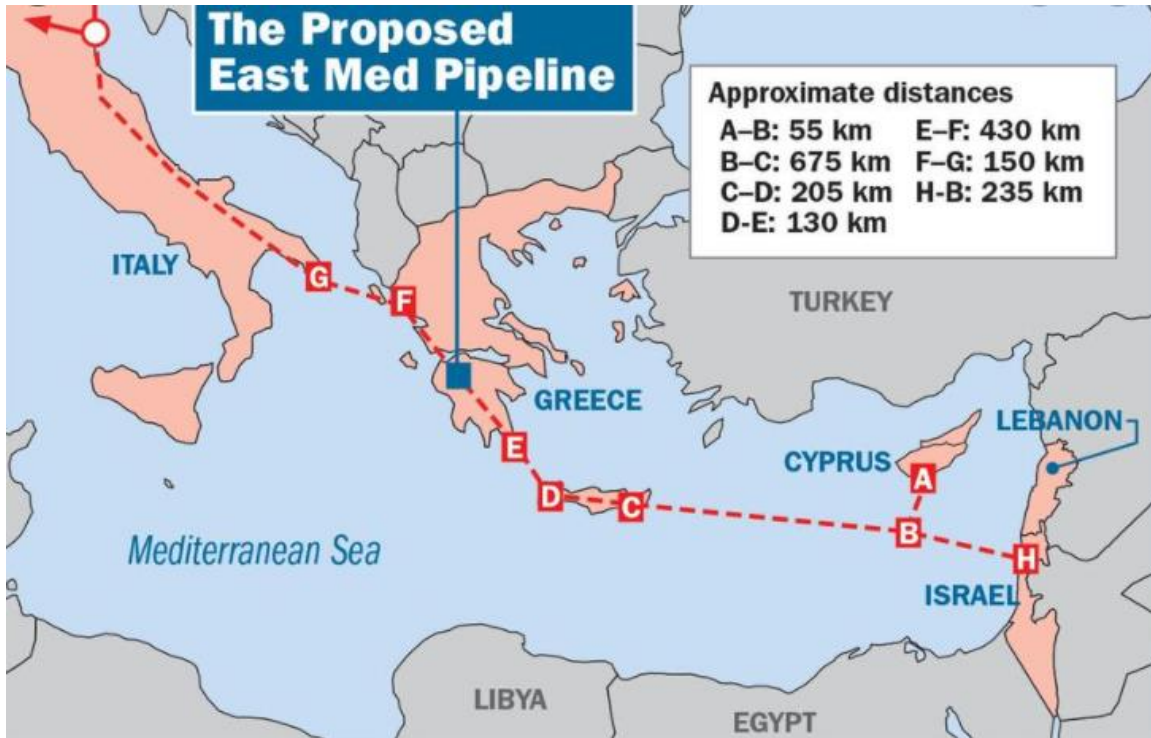 The Proposed
East Med Pipeline
Approximate distances
A–B: 55 km E–F: 430 km
B–C: 675 km F–G: 150 km
C–D: 205 km H-B: 235 km
D-E: 130 km
ITALY
G
F
TURKEY
GREECE
E
LEBANON
CYPRUS
A
D
C
B
Mediterranean Sea
H
ISRAEL
LIBYA
EGYPT